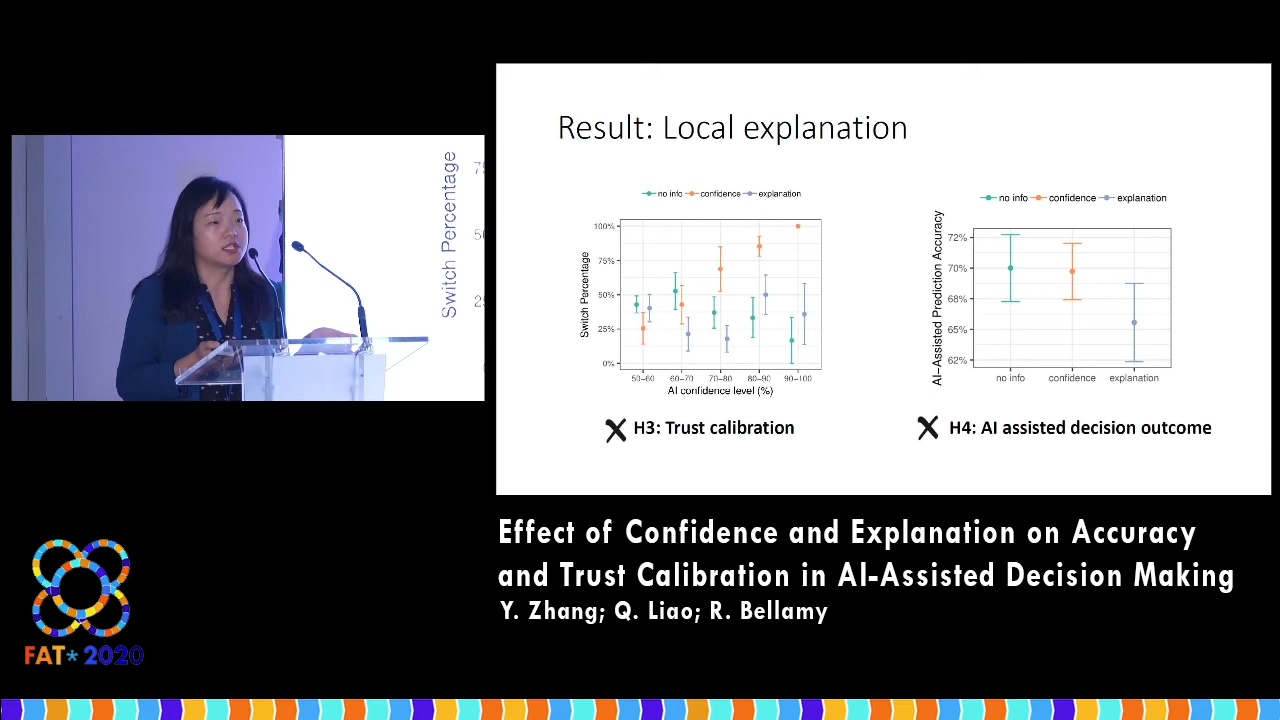 Result: Local explanation
no info confidence explanation
100%
75%
50%
25%
0%
Switch Percentage
50–60 60–70 70–80 80–90 90–100
AI confidence level (%)
X H3: Trust calibration
no info confidence explanation
72%
70%
68%
65%
62%
AI–Assisted Prediction Accuracy
no info confidence explanation
X H4: AI assisted decision outcome
Switch Percentage
Effect of Confidence and Explanation on Accuracy
and Trust Calibration in AI-Assisted Decision Making
Y. Zhang; Q. Liao; R. Bellamy
FAT* 2020